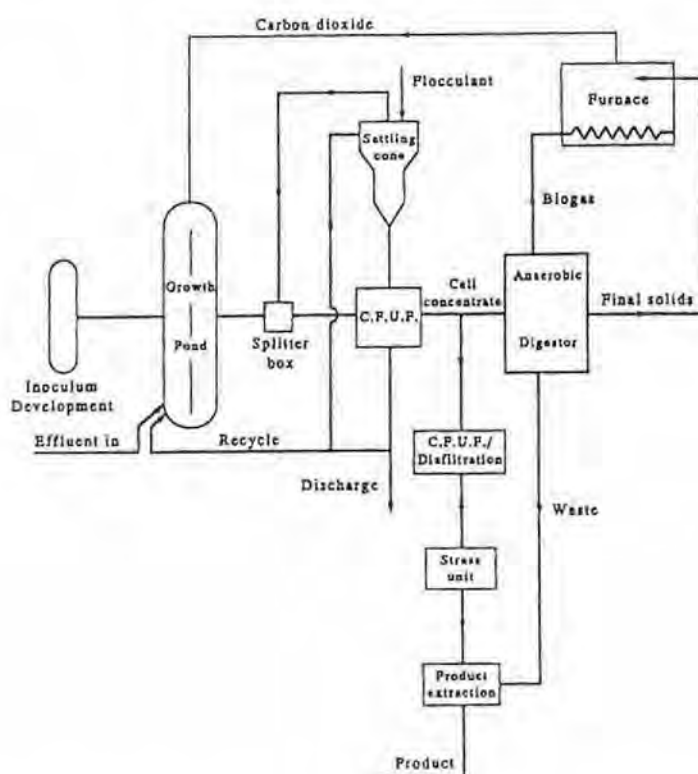 Carbon dioxide
Flocculant
Furnace
Settling
cone
Biogas
Growth
Pond
Cell
concentrate
Anaerobic
Digestor
Final solids
C.F.U.F.
Splitter
box
Inoculum
Development
Effluent in
Recycle
C.F.U.F./
Diafiltration
Discharge
Waste
Stress
unit
Product
extraction
Product